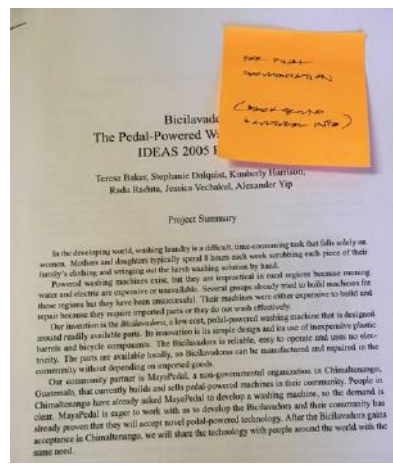 FOR FINAL
DOCUMENTATION
(BACKGROUND
INFO)
Bicilavado
The Pedal-Powered Wa
IDEAS 2005
Teresa Baker, Stephanie Dalquist, Kimberly Harrison,
Radu Raduta, Jessica Vechakul, Alexander Yip
Project Summary
In the developing world, washing laundry is a difficult, time-consuming task that falls solely on
women. Mothers and daughters typically spend 8 hours each week scrubbing each piece of their
family's clothing and wringing out the harsh washing solution by hand.
Powered washing machines exist, but they are impractical in most regions because running
water and electric are expensive or unavailable. Several groups already tried to build machines for
these regions but they have been unsuccessful. Their machines were either expensive to build and
repair because they require imported parts or they do not wash effectively.
Our invention is the Bicilavadora, a low cost, pedal-powered washing machine that is designed
around readily available parts. Its innovation is its simple design and its use of inexpensive plastic
barrels and bicycle components. The Bicilavadora is reliable, easy to operate and uses no elec-
tricity. The parts are available locally, so Bicilavadoras can be manufactured and repaired in the
community without depending on imported goods.
Our community partner is MayaPedal, a non-governmental organization in Chimaltenango,
Guatemala, that currently builds and sells pedal-powered machines in their community. People in
Chimaltenango have already asked MayaPedal to develop a washing machine, so the demand is
clear. MayaPedal is eager to work with us to develop the Bicilavadora and their community has
already proven that they will accept novel pedal-powered technology. After the Bicilavadora gains
acceptance in Chimaltenango, we will share the technology with people around the world with the
same need.